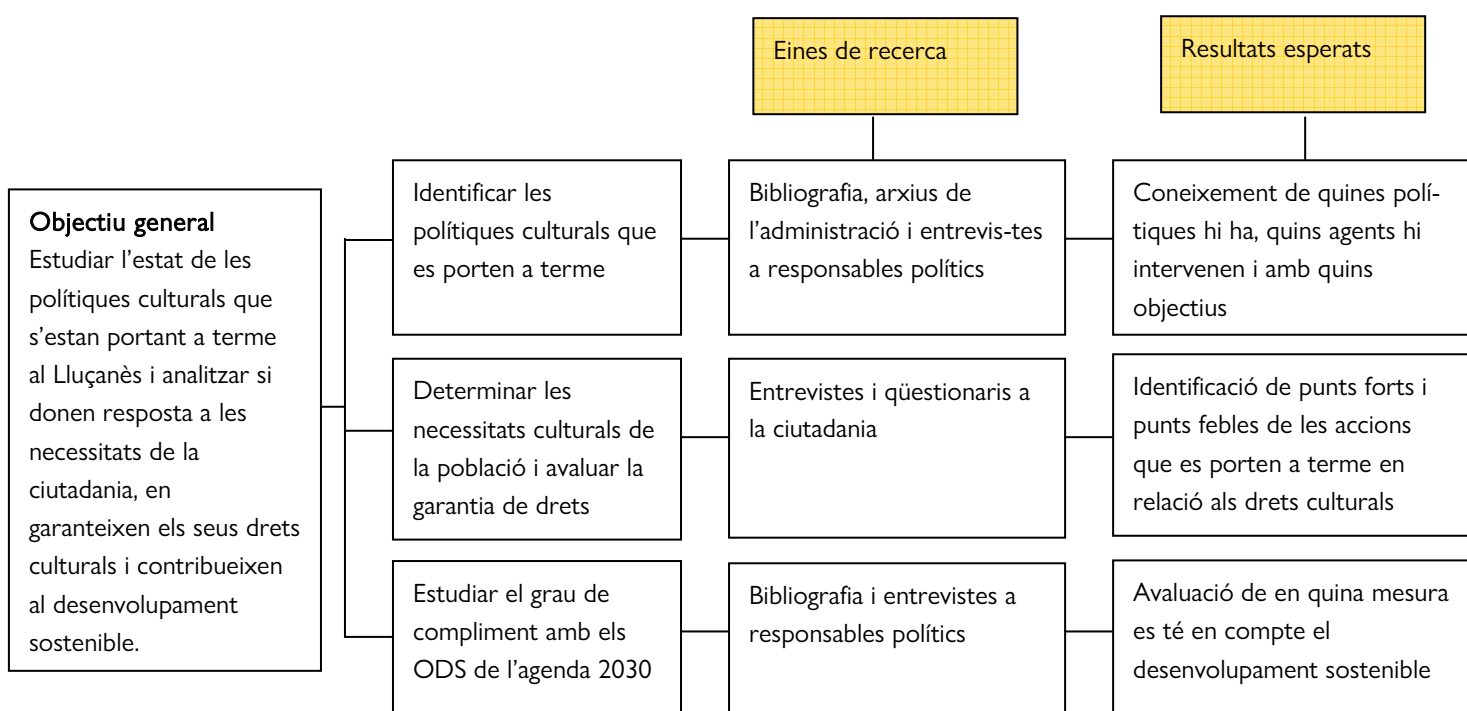 Eines de recerca
Resultats esperats
Objectiu general
Estudiar l’estat de les
polítiques culturals que
s’estan portant a terme
al Lluçanès i analitzar si
donen resposta a les
necessitats de la
ciutadania, en
garanteixen els seus drets
culturals i contribueixen
al desenvolupament
sostenible.
Identificar les
polítiques culturals que
es porten a terme
Bibliografia, arxius de
l’administració i entrevis-tes
a responsables polítics
Coneixement de quines polí-
tiques hi ha, quins agents hi
intervenen i amb quins
objectius
Determinar les
necessitats culturals de
la població i avaluar la
garantia de drets
Entrevistes i qüestionaris a
la ciutadania
Identificació de punts forts i
punts febles de les accions
que es porten a terme en
relació als drets culturals
Estudiar el grau de
compliment amb els
ODS de l’agenda 2030
Bibliografia i entrevistes a
responsables polítics
Avaluació de en quina mesura
es té en compte el
desenvolupament sostenible